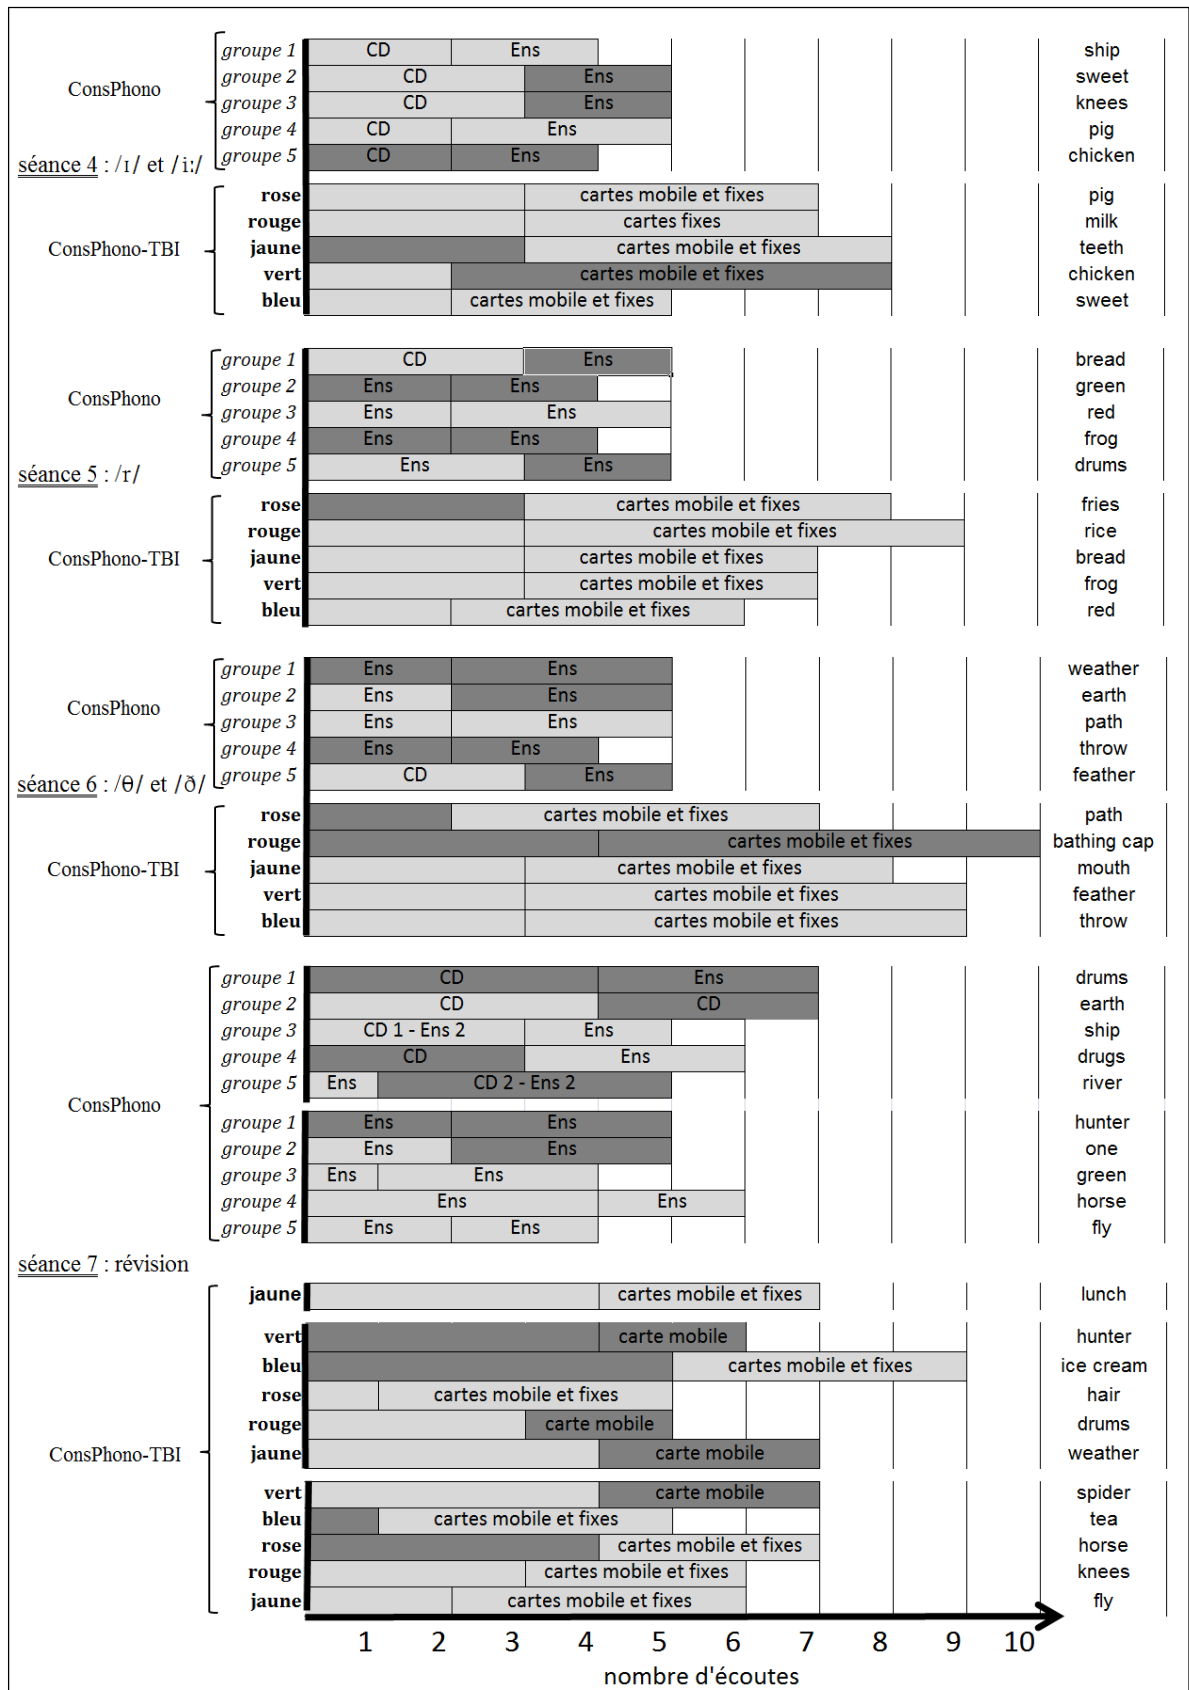 groupe 1 CD Ens ship
groupe 2 CD Ens sweet
ConsPhono
groupe 3 CD Ens knees
groupe 4 CD Ens pig
séance 4 : /ɪ/ et /iː/ groupe 5 CD Ens chicken
rose cartes mobile et fixes pig
rouge cartes fixes milk
ConsPhono-TBI jaune cartes mobile et fixes teeth
vert cartes mobile et fixes chicken
bleu cartes mobile et fixes sweet
groupe 1 CD Ens bread
groupe 2 Ens Ens green
ConsPhono
groupe 3 Ens Ens red
groupe 4 Ens Ens frog
groupe 5 Ens Ens drums
séance 5 : /r/
rose cartes mobile et fixes fries
rouge cartes mobile et fixes rice
ConsPhono-TBI jaune cartes mobile et fixes bread
vert cartes mobile et fixes frog
bleu cartes mobile et fixes red
groupe 1 Ens Ens weather
groupe 2 Ens Ens earth
ConsPhono
groupe 3 Ens Ens path
groupe 4 Ens Ens throw
groupe 5 CD Ens feather
séance 6 : /θ/ et /ð/
rose cartes mobile et fixes path
rouge cartes mobile et fixes bathing cap
ConsPhono-TBI jaune cartes mobile et fixes mouth
vert cartes mobile et fixes feather
bleu cartes mobile et fixes throw
groupe 1 CD Ens drums
groupe 2 CD CD earth
groupe 3 CD 1 - Ens 2 Ens ship
groupe 4 CD Ens drugs
groupe 5 Ens CD 2 - Ens 2 river
ConsPhono
groupe 1 Ens Ens hunter
groupe 2 Ens Ens one
groupe 3 Ens Ens green
groupe 4 Ens Ens horse
groupe 5 Ens Ens fly
séance 7 : révision
jaune cartes mobile et fixes lunch
vert carte mobile hunter
bleu cartes mobile et fixes ice cream
rose cartes mobile et fixes hair
rouge carte mobile drums
ConsPhono-TBI jaune carte mobile weather
vert carte mobile spider
bleu cartes mobile et fixes tea
rose cartes mobile et fixes horse
rouge cartes mobile et fixes knees
jaune cartes mobile et fixes fly
1 2 3 4 5 6 7 8 9 10
nombre d'écoutes